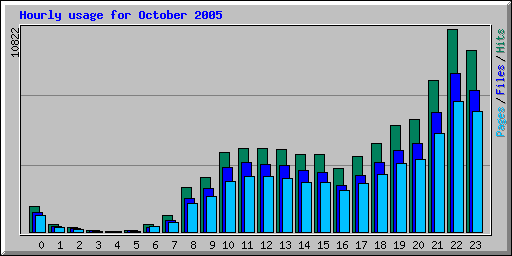 Hourly usage for October 2005
10822
Pages / Files / Hits
0 1 2 3 4 5 6 7 8 9 10 11 12 13 14 15 16 17 18 19 20 21 22 23